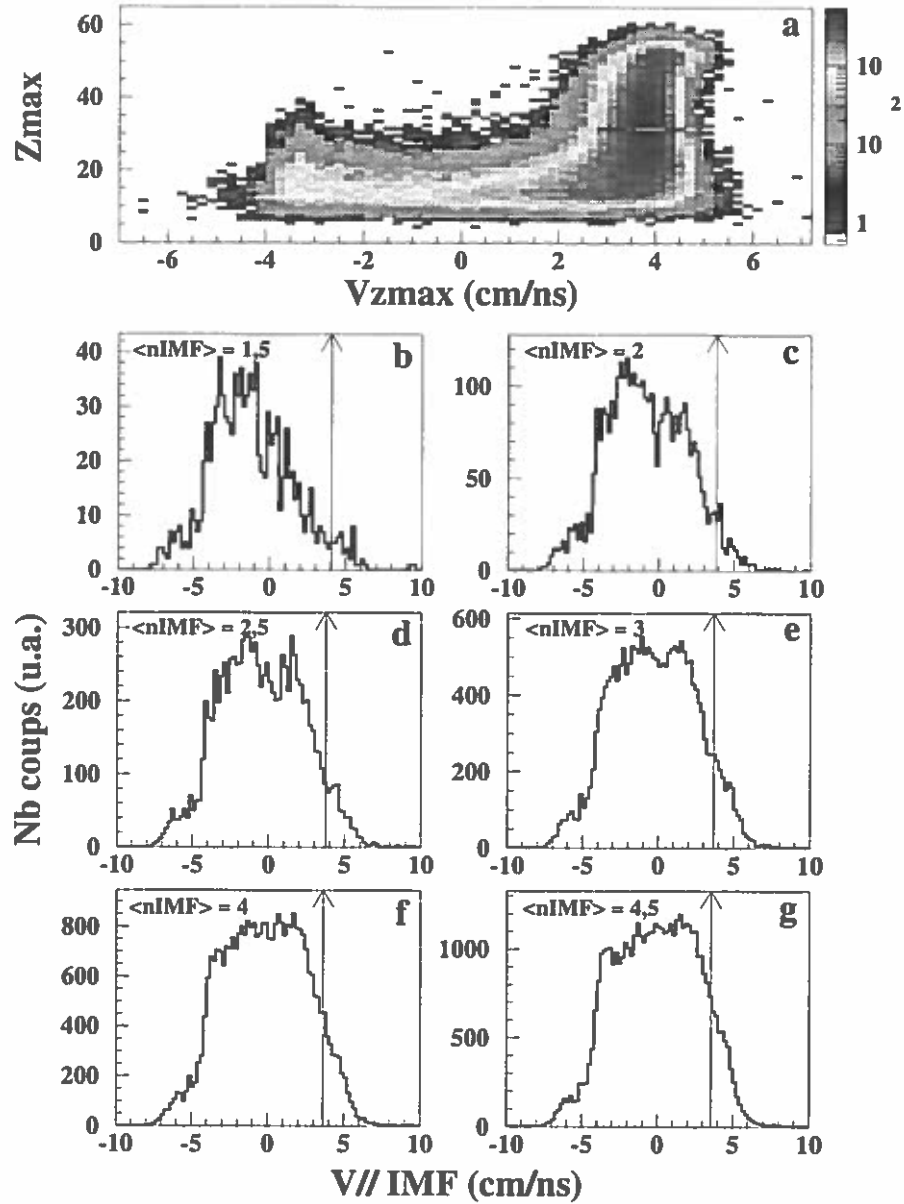 a
Zmax
60
40
20
0
-6 -4 -2 0 2 4 6
Vzmax (cm/ns)
10
2
10
1
<nIMF> = 1,5
b
40
30
20
10
0
-10 -5 0 5 10
<nIMF> = 2
c
100
50
0
-10 -5 0 5 10
Nb coups (u.a.)
<nIMF> = 2,5
d
300
200
100
0
-10 -5 0 5 10
<nIMF> = 3
e
600
400
200
0
-10 -5 0 5 10
<nIMF> = 4
f
800
600
400
200
0
-10 -5 0 5 10
<nIMF> = 4,5
g
1000
500
0
-10 -5 0 5 10
V// IMF (cm/ns)